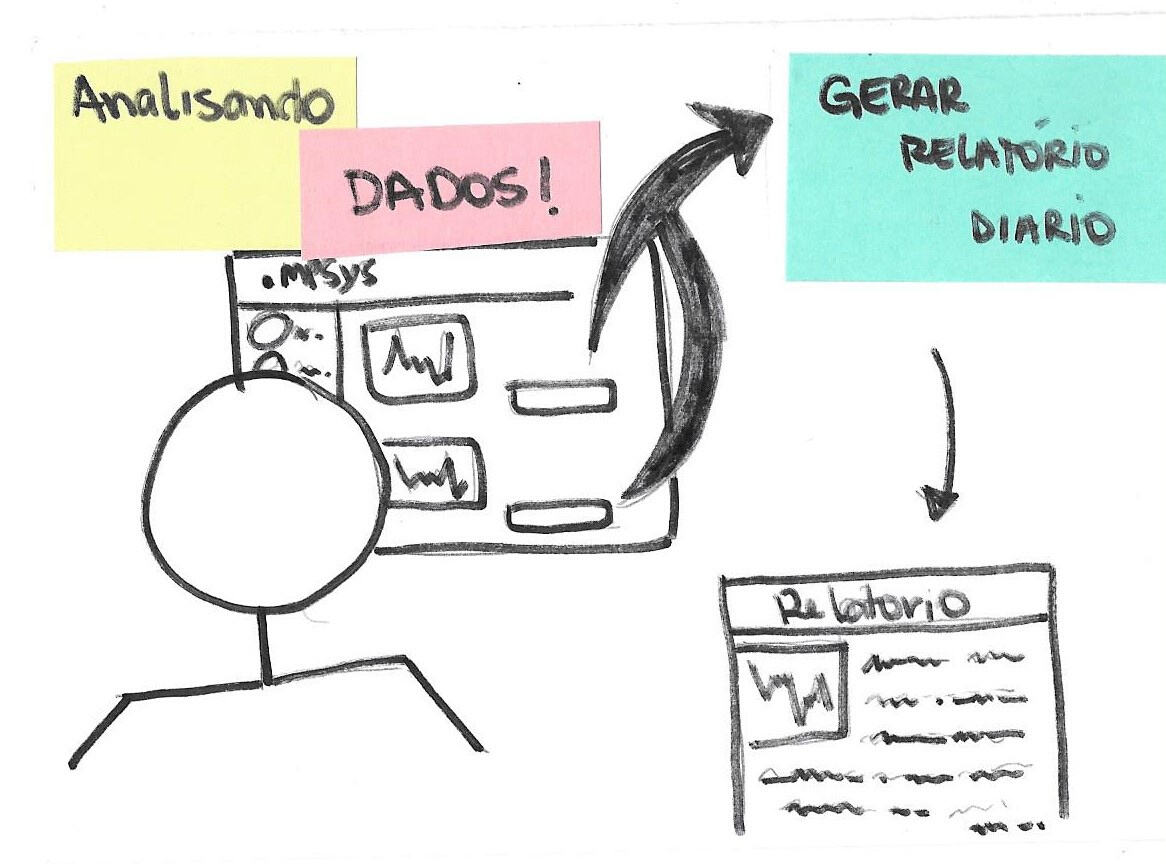 Analisando
DADOS!
GERAR
RELATÓRIO
DIARIO
.mPSys
Relatorio